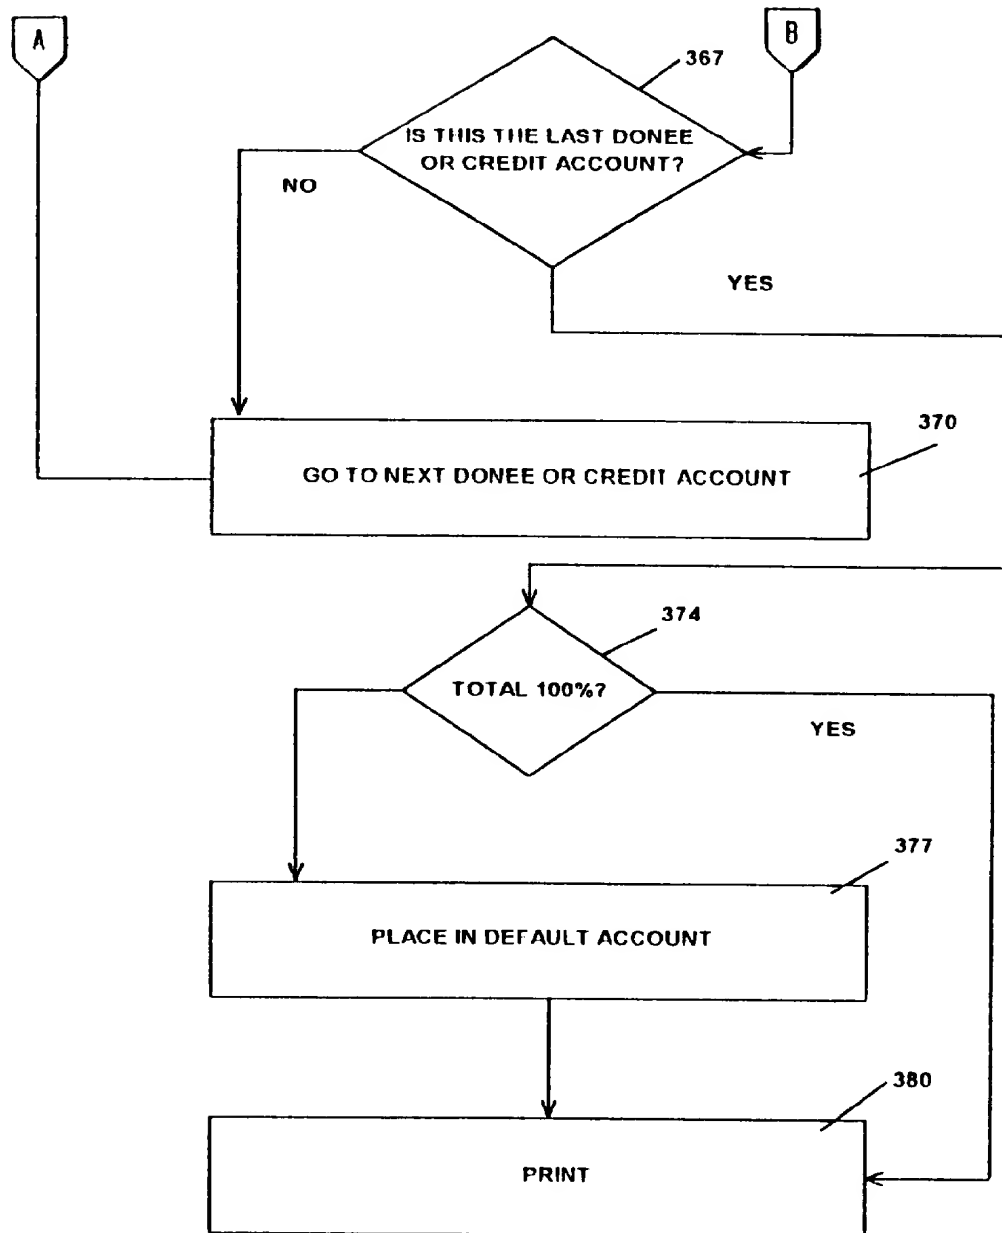 A
B
367
IS THIS THE LAST DONEE
OR CREDIT ACCOUNT?
NO
YES
370
GO TO NEXT DONEE OR CREDIT ACCOUNT
374
TOTAL 100%?
YES
377
PLACE IN DEFAULT ACCOUNT
380
PRINT